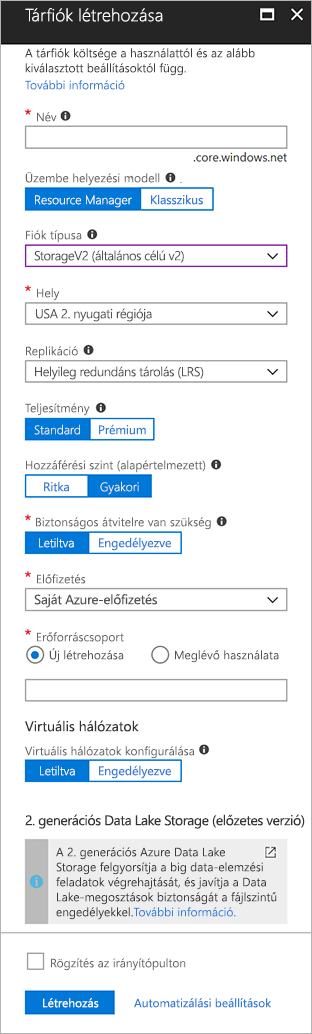 Tárfiók létrehozása
A tárfiók költsége a használattól és az alább
kiválasztott beállításoktól függ.
További információ
* Név
.core.windows.net
Üzembe helyezési modell
Resource Manager Klasszikus
Fiók típusa
StorageV2 (általános célú v2)
* Hely
USA 2. nyugati régiója
Replikáció
Helyileg redundáns tárolás (LRS)
Teljesítmény
Standard Prémium
Hozzáférési szint (alapértelmezett)
Ritka Gyakori
* Biztonságos átvitelre van szükség
Letiltva Engedélyezve
* Előfizetés
Saját Azure-előfizetés
* Erőforráscsoport
Új létrehozása Meglévő használata
Virtuális hálózatok
Virtuális hálózatok konfigurálása
Letiltva Engedélyezve
2. generációs Data Lake Storage (előzetes verzió)
A 2. generációs Azure Data Lake
Storage felgyorsítja a big data-elemzési
feladatok végrehajtását, és javítja a Data
Lake-megosztások biztonságát a fájlszintű
engedélyekkel.További információ.
Rögzítés az irányítópulton
Létrehozás Automatizálási beállítások